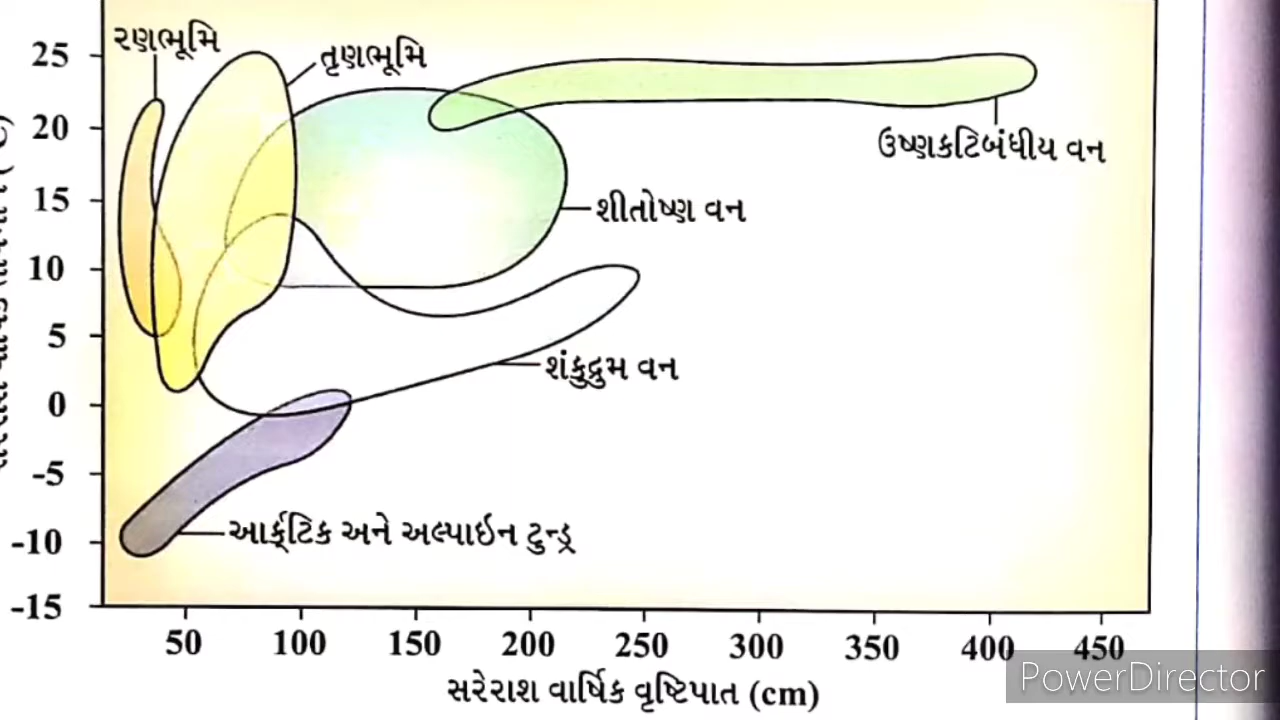 રણભૂમિ
તૃણભૂમિ
25
20
15
10
5
0
-5
-10
-15
ઉષ્ણકટિબંધીય વન
શીતોષ્ણ વન
શંકુદ્રુમ વન
આર્ક્ટિક અને અલ્પાઇન ટુન્ડ્ર
50 100 150 200 250 300 350 400 450
સરેરાશ વાર્ષિક વૃષ્ટિપાત (cm)
PowerDirector